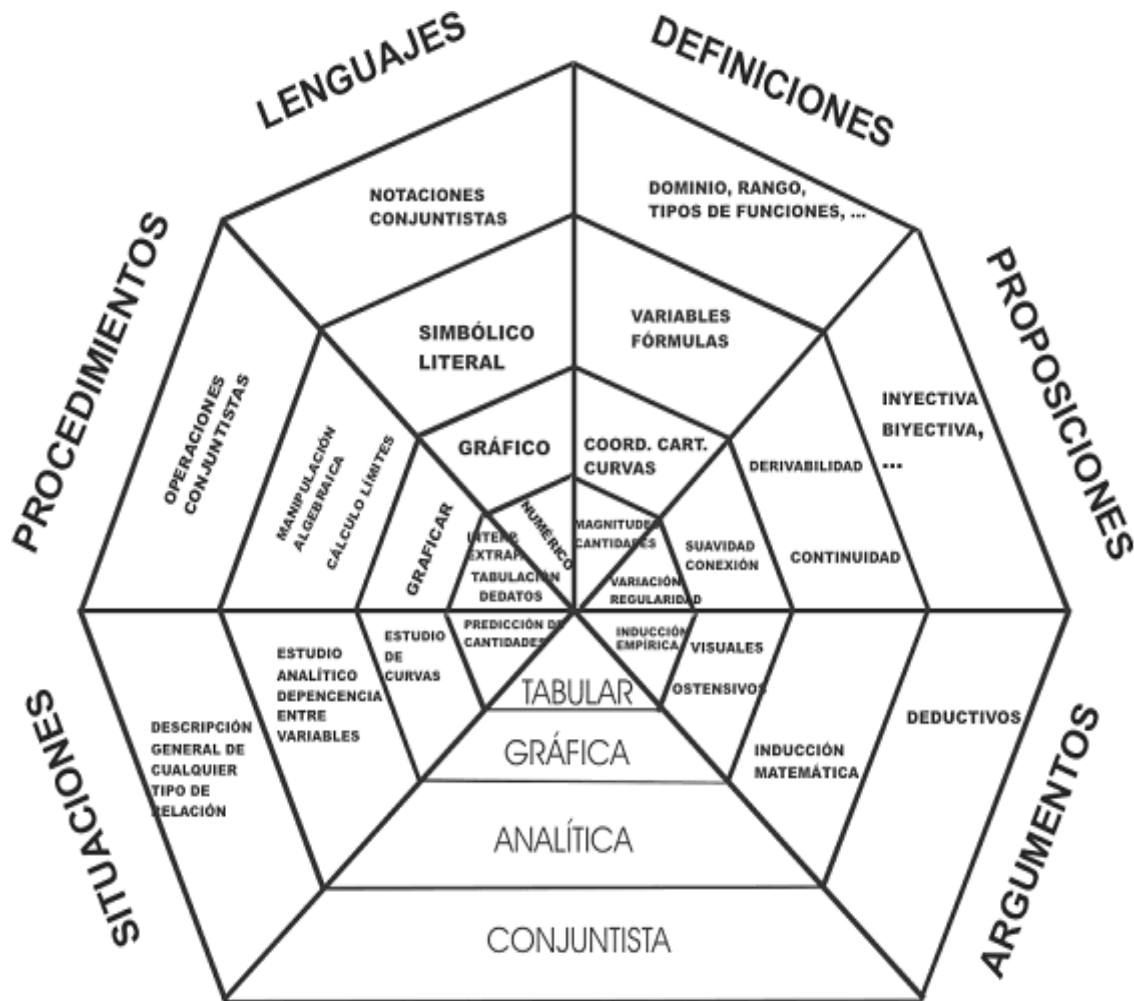 LENGUAJES
DEFINICIONES
PROCEDIMIENTOS
PROPOSICIONES
SITUACIONES
ARGUMENTOS
NOTACIONES
CONJUNTISTAS
DOMINIO, RANGO,
TIPOS DE FUNCIONES, ...
SIMBÓLICO
LITERAL
VARIABLES
FÓRMULAS
GRÁFICO
COORD. CART.
CURVAS
NUMÉRICO
MAGNITUDES
CANTIDADES
OPERACIONES
CONJUNTISTAS
MANIPULACIÓN
ALGEBRAICA
CÁLCULO LÍMITES
GRAFICAR
EXTRAP.
TABULACIÓN
DEDATOS
VARIACIÓN
REGULARIDAD
SUAVIDAD
CONEXIÓN
DERIVABILIDAD
CONTINUIDAD
INYECTIVA
BIYECTIVA,
...
DESCRIPCIÓN
GENERAL DE
CUALQUIER
TIPO DE
RELACIÓN
ESTUDIO
ANALÍTICO
DEPENCENCIA
ENTRE
VARIABLES
ESTUDIO
DE
CURVAS
PREDICCIÓN DE
CANTIDADES
INDUCCIÓN
EMPÍRICA
VISUALES
OSTENSIVOS
INDUCCIÓN
MATEMÁTICA
DEDUCTIVOS
TABULAR
GRÁFICA
ANALÍTICA
CONJUNTISTA